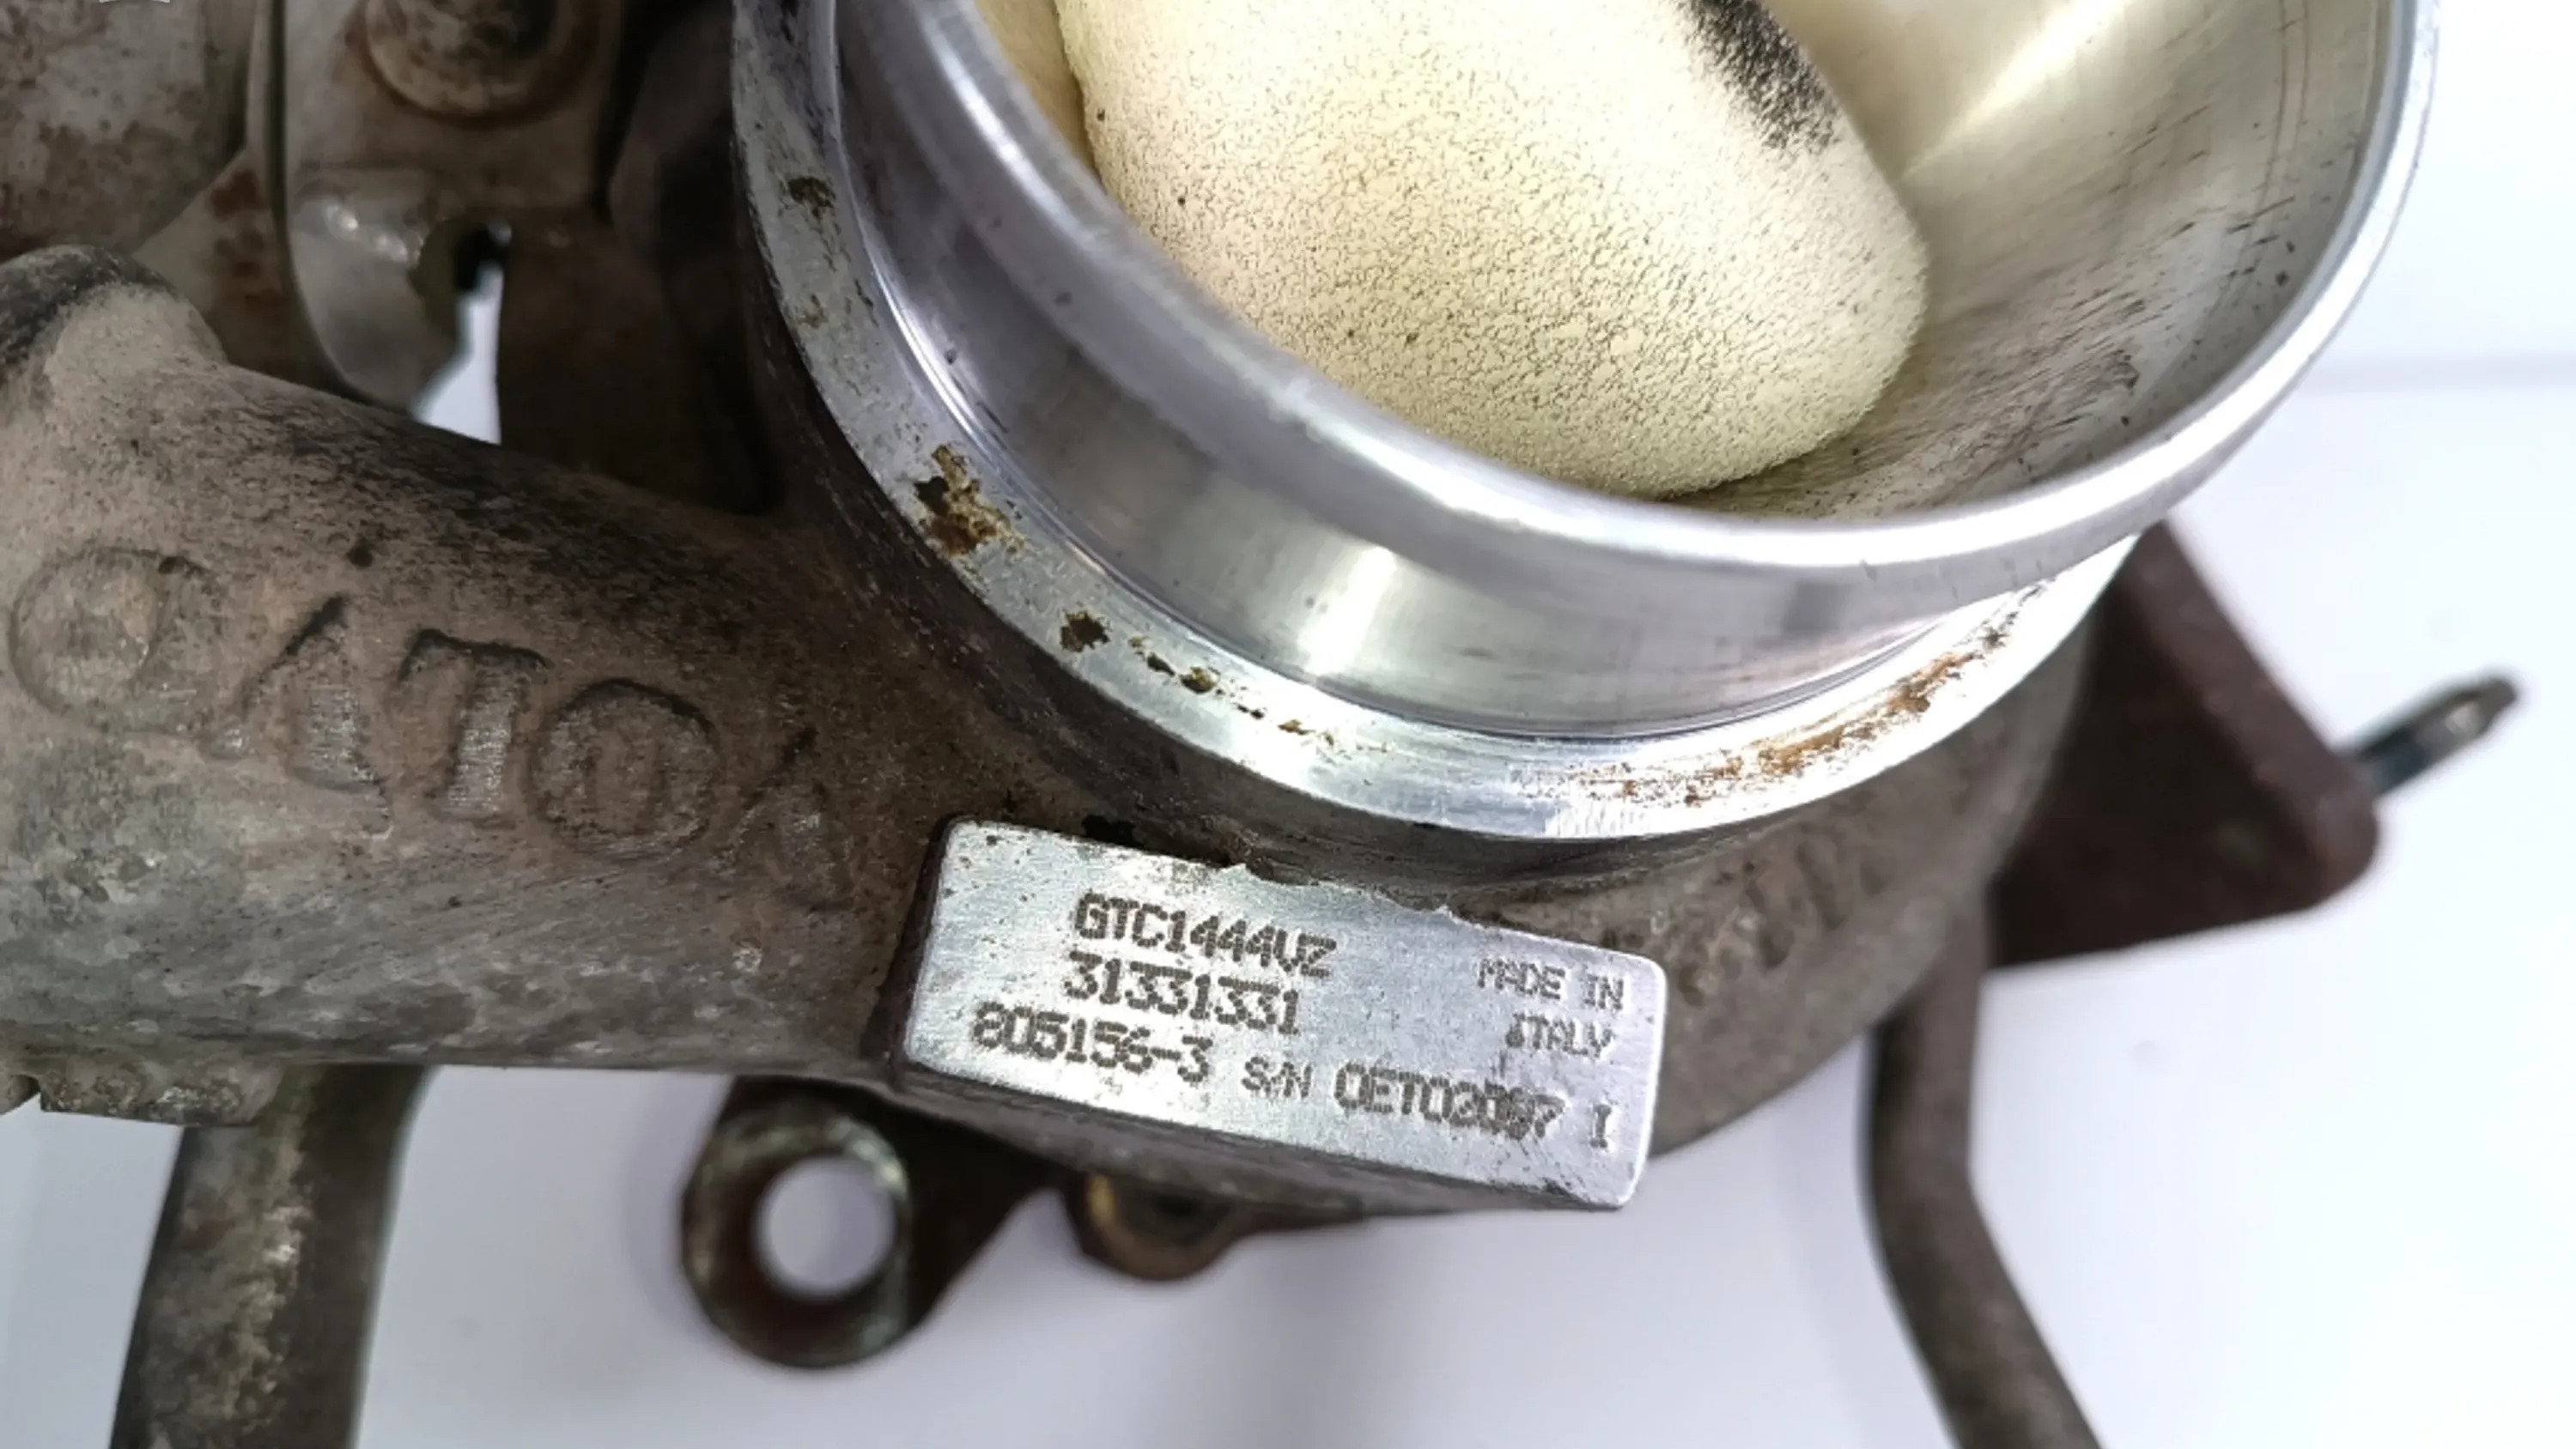 GTC1444VZ
31331331
805156-3
MADE IN
ITALY
S/N
I